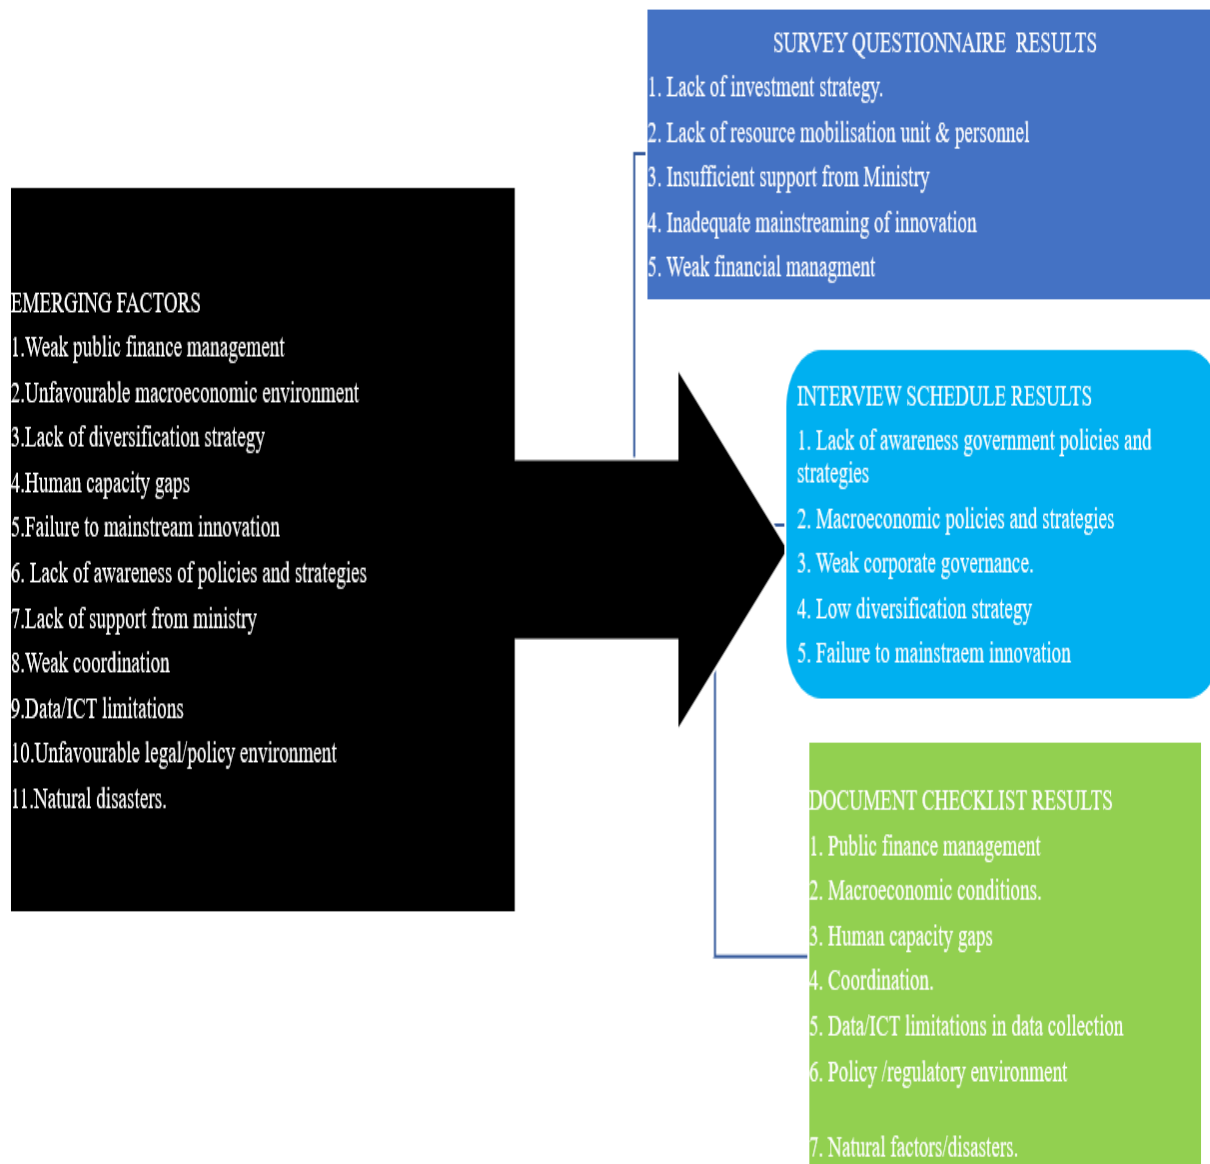 EMERGING FACTORS
1.Weak public finance management
2.Unfavourable macroeconomic environment
3.Lack of diversification strategy
4.Human capacity gaps
5.Failure to mainstream innovation
6. Lack of awareness of policies and strategies
7.Lack of support from ministry
8.Weak coordination
9.Data/ICT limitations
10.Unfavourable legal/policy environment
11.Natural disasters.
SURVEY QUESTIONNAIRE RESULTS
1. Lack of investment strategy.
2. Lack of resource mobilisation unit & personnel
3. Insufficient support from Ministry
4. Inadequate mainstreaming of innovation
5. Weak financial managment
INTERVIEW SCHEDULE RESULTS
1. Lack of awareness government policies and
strategies
2. Macroeconomic policies and strategies
3. Weak corporate governance.
4. Low diversification strategy
5. Failure to mainstraem innovation
DOCUMENT CHECKLIST RESULTS
1. Public finance management
2. Macroeconomic conditions.
3. Human capacity gaps
4. Coordination.
5. Data/ICT limitations in data collection
6. Policy /regulatory environment
7. Natural factors/disasters.